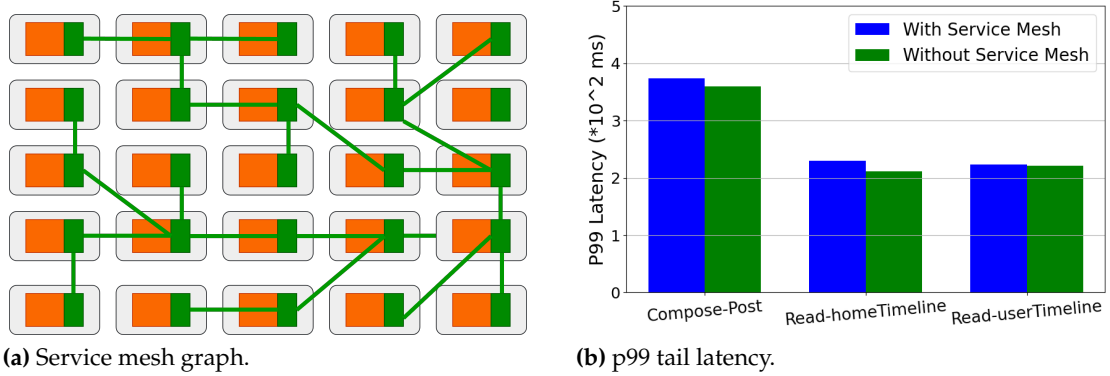 With Service Mesh
Without Service Mesh
P99 Latency (*10^2 ms)
5
4
3
2
1
0
Compose-Post
Read-homeTimeline
Read-userTimeline
(a) Service mesh graph.
(b) p99 tail latency.